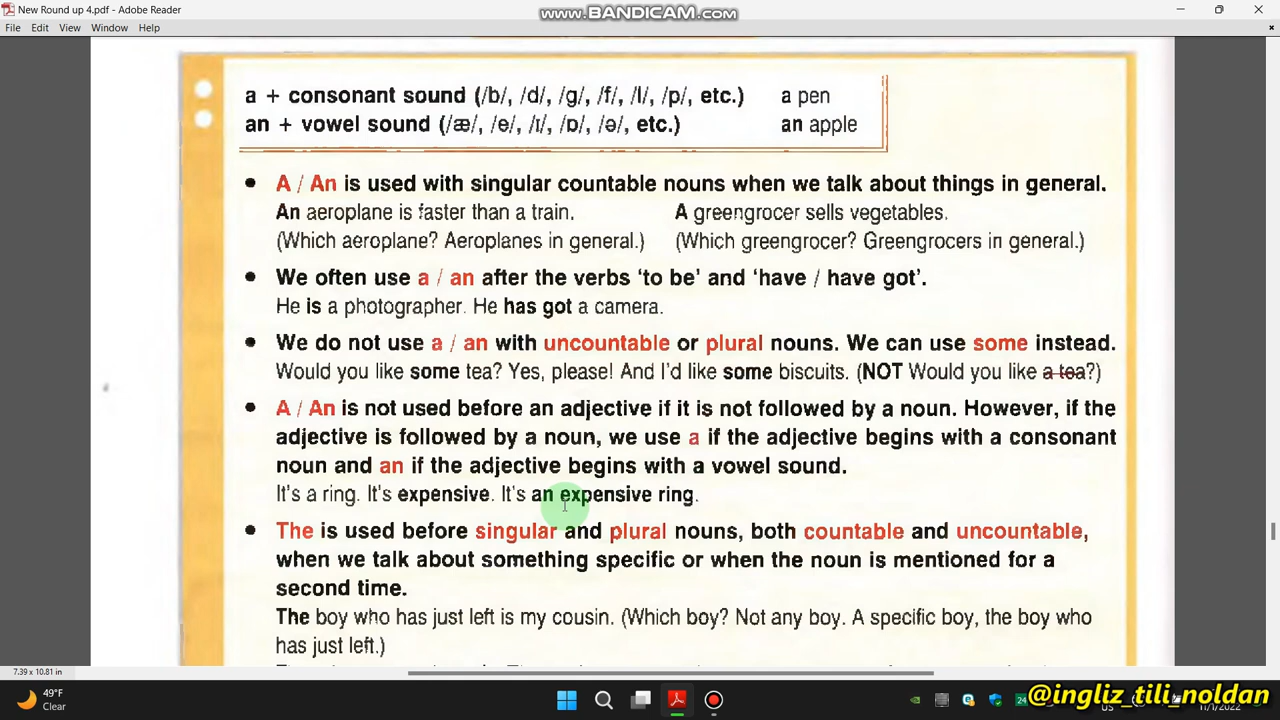 New Round up 4.pdf - Adobe Reader
www.BANDICAM.com
File Edit View Window Help
a + consonant sound (/b/, /d/, /g/, /f/, /l/, /p/, etc.) a pen
an + vowel sound (/æ/, /e/, /ɪ/, /ɒ/, /ə/, etc.) an apple
• A / An is used with singular countable nouns when we talk about things in general.
An aeroplane is faster than a train. A greengrocer sells vegetables.
(Which aeroplane? Aeroplanes in general.) (Which greengrocer? Greengrocers in general.)
• We often use a / an after the verbs ‘to be’ and ‘have / have got’.
He is a photographer. He has got a camera.
• We do not use a / an with uncountable or plural nouns. We can use some instead.
Would you like some tea? Yes, please! And I’d like some biscuits. (NOT Would you like a tea?)
• A / An is not used before an adjective if it is not followed by a noun. However, if the
adjective is followed by a noun, we use a if the adjective begins with a consonant
noun and an if the adjective begins with a vowel sound.
It’s a ring. It’s expensive. It’s an expensive ring.
• The is used before singular and plural nouns, both countable and uncountable,
when we talk about something specific or when the noun is mentioned for a
second time.
The boy who has just left is my cousin. (Which boy? Not any boy. A specific boy, the boy who
has just left.)
7.39 x 10.81 in
49°F
Clear
24
@ingliz_tili_noldan
11/1/2022